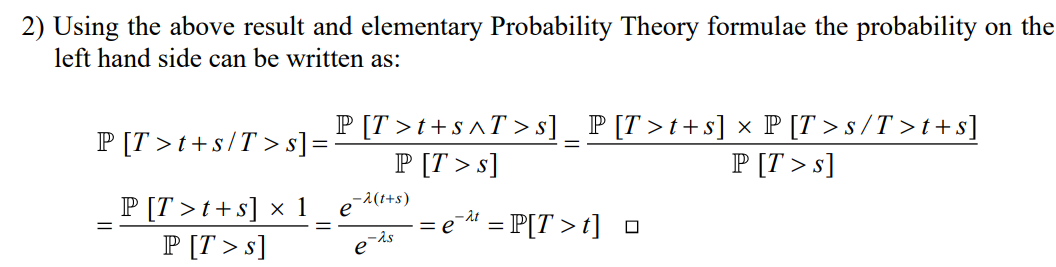 2) Using the above result and elementary Probability Theory formulae the probability on the
left hand side can be written as:
ℙ [T > t + s / T > s] = ℙ [T > t + s ∧ T > s] / ℙ [T > s] = ℙ [T > t + s] × ℙ [T > s / T > t + s] / ℙ [T > s]
= ℙ [T > t + s] × 1 / ℙ [T > s] = e^{-λ(t+s)} / e^{-λs} = e^{-λt} = ℙ[T > t] □